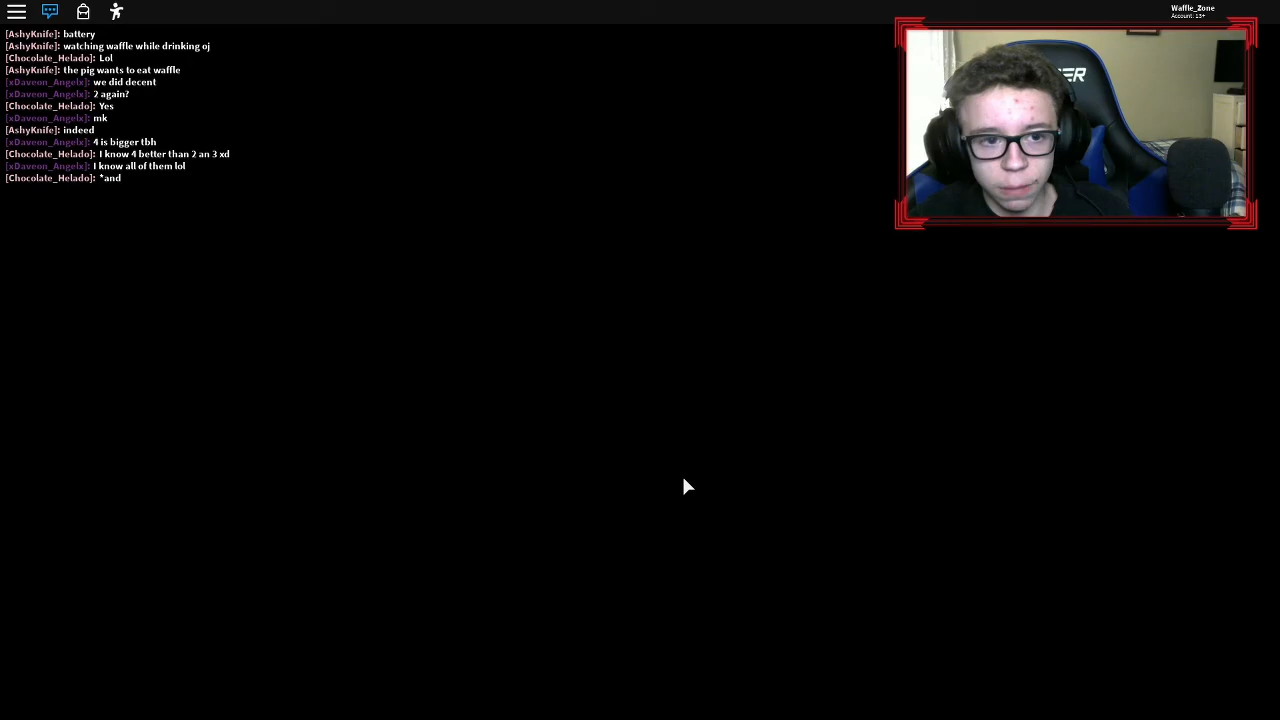 Waffle_Zone
Account: 13+
[AshyKnife]: battery
[AshyKnife]: watching waffle while drinking oj
[Chocolate_Helado]: Lol
[AshyKnife]: the pig wants to eat waffle
[xDaveon_Angelx]: we did decent
[xDaveon_Angelx]: 2 again?
[Chocolate_Helado]: Yes
[xDaveon_Angelx]: mk
[AshyKnife]: indeed
[xDaveon_Angelx]: 4 is bigger tbh
[Chocolate_Helado]: I know 4 better than 2 an 3 xd
[xDaveon_Angelx]: I know all of them lol
[Chocolate_Helado]: *and